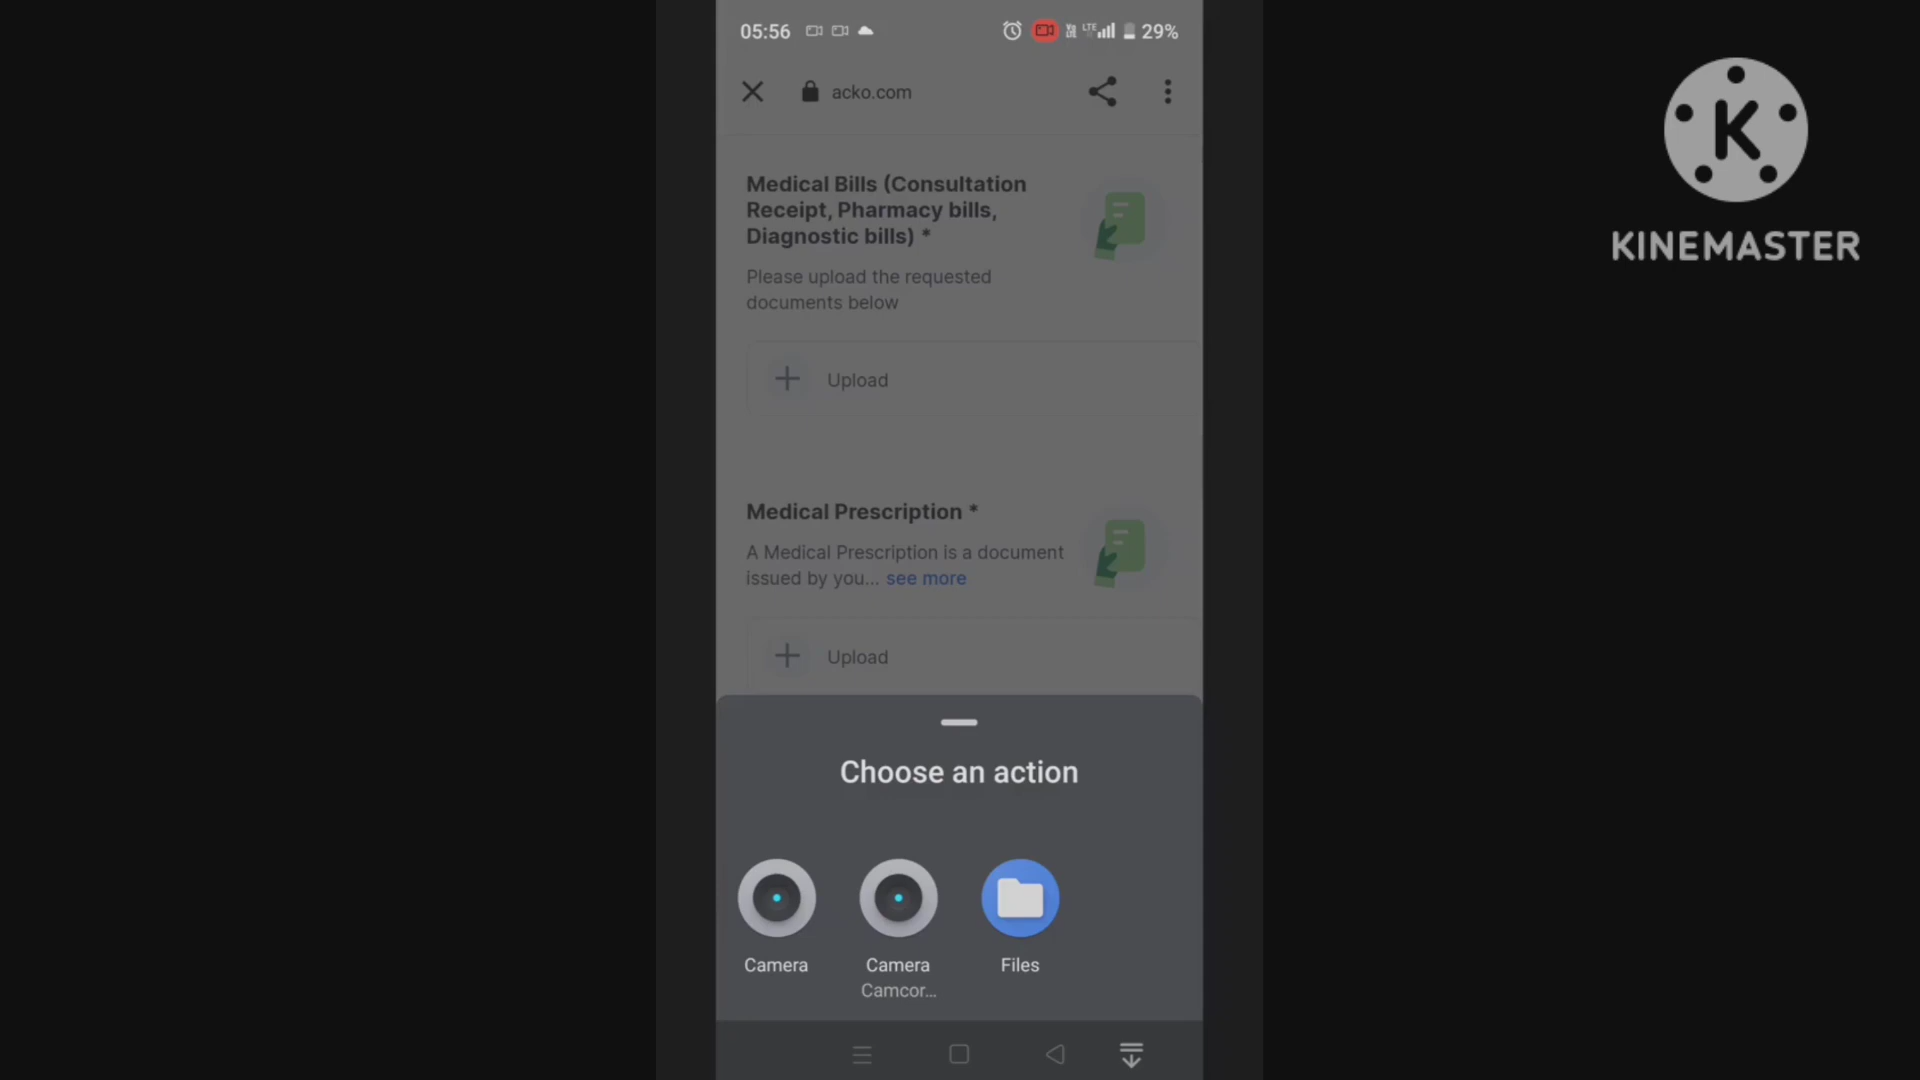 05:56
LTE
29%
acko.com
Medical Bills (Consultation
Receipt, Pharmacy bills,
Diagnostic bills) *
Please upload the requested
documents below
Upload
Medical Prescription *
A Medical Prescription is a document
issued by you... see more
Upload
Choose an action
Camera
Camera
Camcor...
Files
K
KINEMASTER